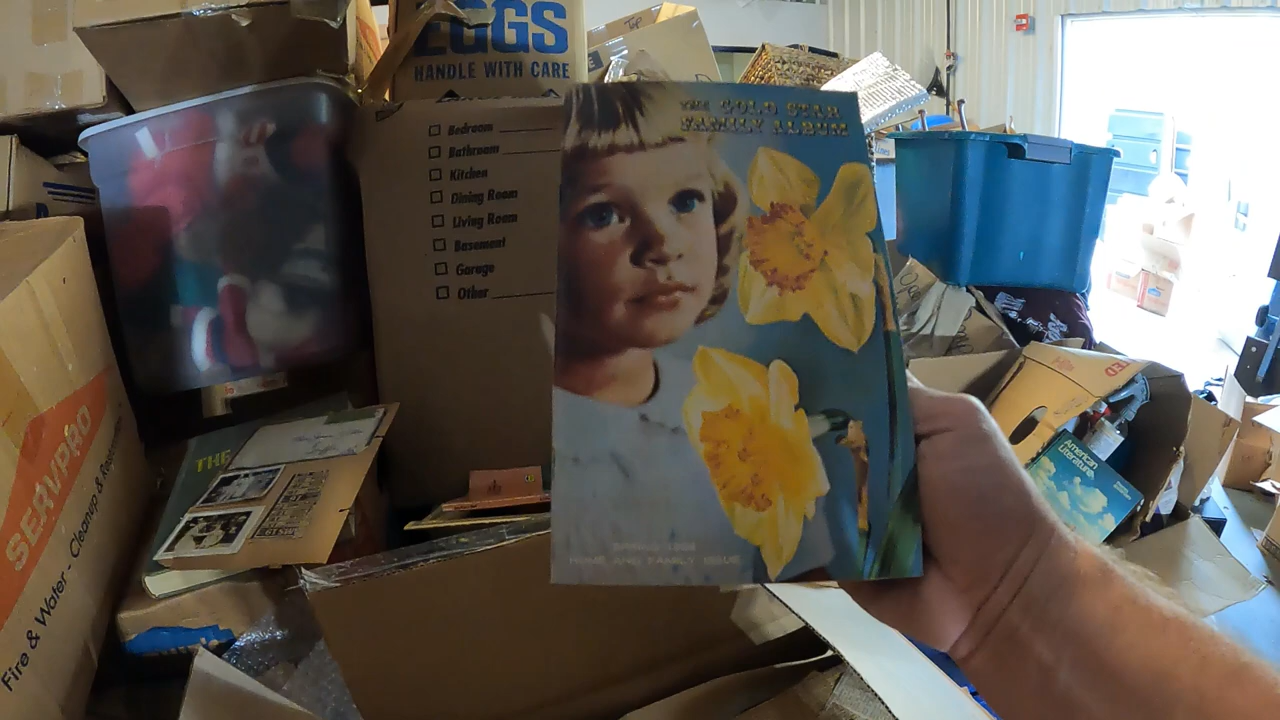 EGGS
HANDLE WITH CARE
Top
Bedroom
Bathroom
Kitchen
Dining Room
Living Room
Basement
Garage
Other
THE GOLD STAR
FAMILY ALBUM
HOME AND FAMILY ISSUE
THE
SERVPRO
Fire & Water - Cleanup &
American
Literature